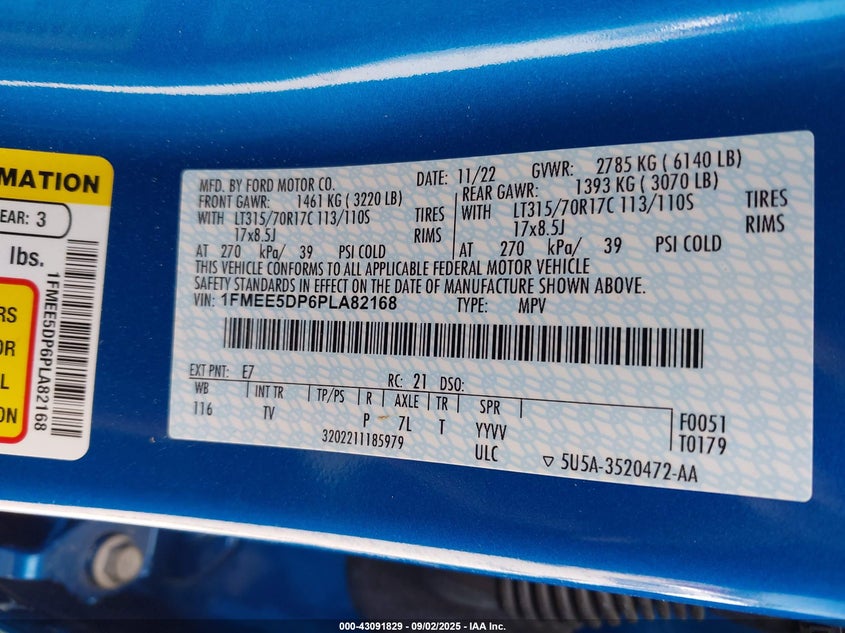 MATION
EAR: 3
lbs.
RS
OR
L
ON
1FMEE5DP6PLA82168
MFD. BY FORD MOTOR CO.
DATE: 11/22 GVWR: 2785 KG ( 6140 LB)
FRONT GAWR: 1461 KG ( 3220 LB)
WITH LT315/70R17C 113/110S TIRES
17x8.5J RIMS
AT 270 kPa/ 39 PSI COLD
REAR GAWR: 1393 KG ( 3070 LB)
WITH LT315/70R17C 113/110S TIRES
17x8.5J RIMS
AT 270 kPa/ 39 PSI COLD
THIS VEHICLE CONFORMS TO ALL APPLICABLE FEDERAL MOTOR VEHICLE
SAFETY STANDARDS IN EFFECT ON THE DATE OF MANUFACTURE SHOWN ABOVE.
VIN: 1FMEE5DP6PLA82168 TYPE: MPV
EXT PNT: E7 RC: 21 DSO:
WB INT TR TP/PS R AXLE TR SPR
116 TV P 7L T YYVV
3202211185979 ULC
F0051
T0179
▽ 5U5A-3520472-AA
000-43091829 - 09/02/2025 - IAA Inc.